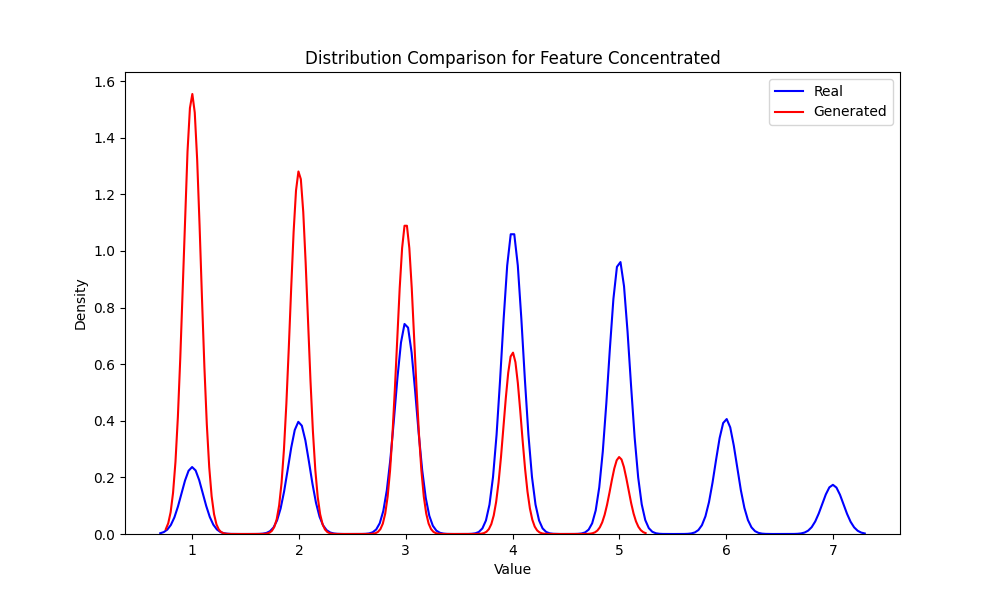 Distribution Comparison for Feature Concentrated
Real
Generated
Density
1.6
1.4
1.2
1.0
0.8
0.6
0.4
0.2
0.0
1 2 3 4 5 6 7
Value